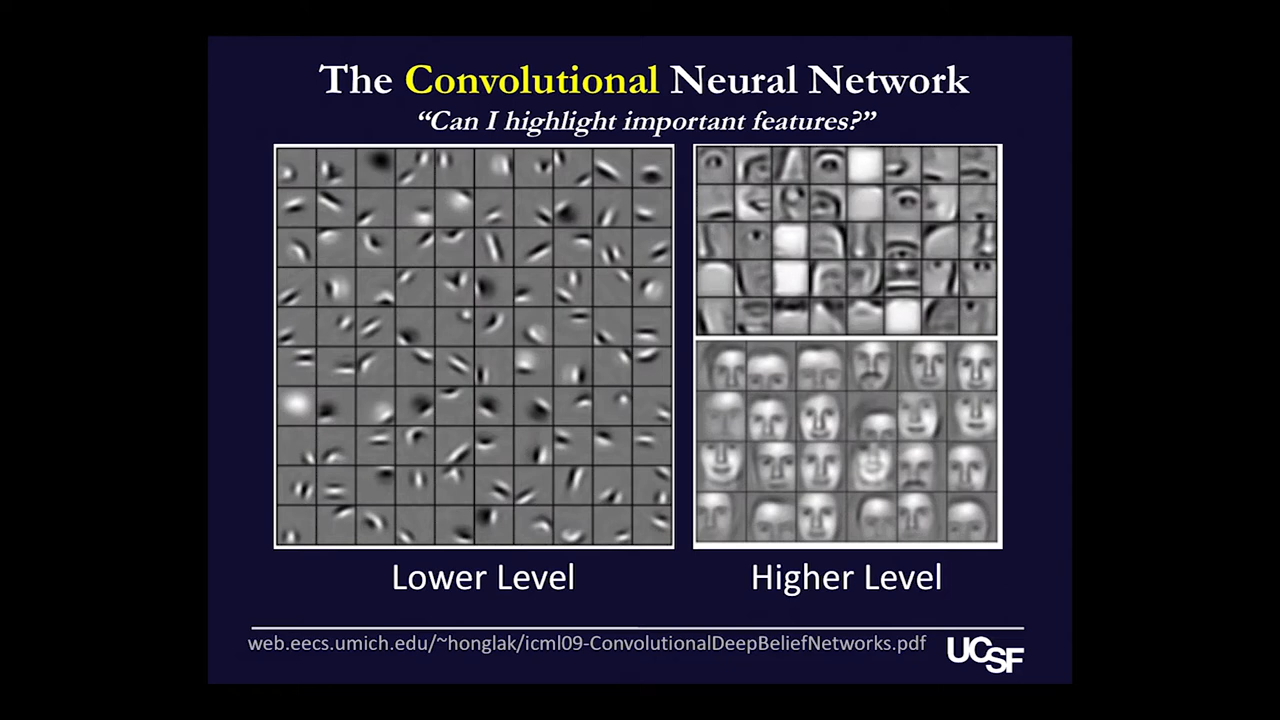 The Convolutional Neural Network
“Can I highlight important features?”
Lower Level
Higher Level
web.eecs.umich.edu/~honglak/icml09-ConvolutionalDeepBeliefNetworks.pdf
UCSF